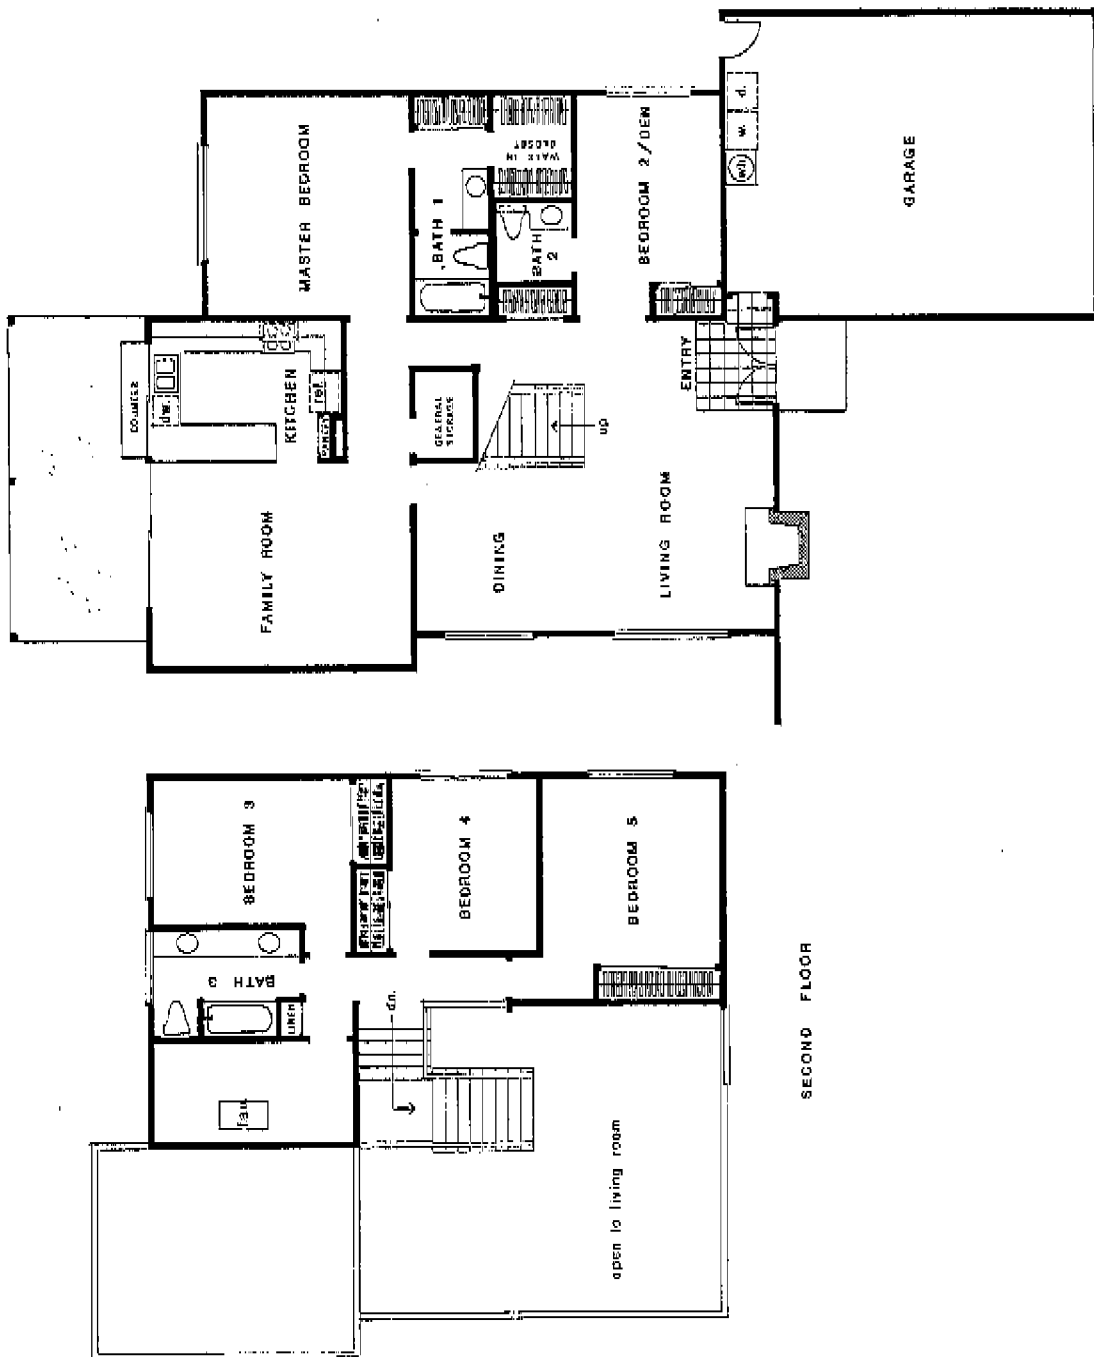 COUNTER
d.w.
KITCHEN
ref.
PANTRY
FAMILY ROOM
MASTER BEDROOM
BATH 1
WALK IN
CLOSET
BATH
2
BEDROOM 2/DEN
GENERAL
STORAGE
up
DINING
LIVING ROOM
ENTRY
d.
w.
wh
GARAGE
BEDROOM 3
BATH 3
LINEN
f.a.u.
BEDROOM 4
BEDROOM 5
dn.
open to living room
SECOND FLOOR